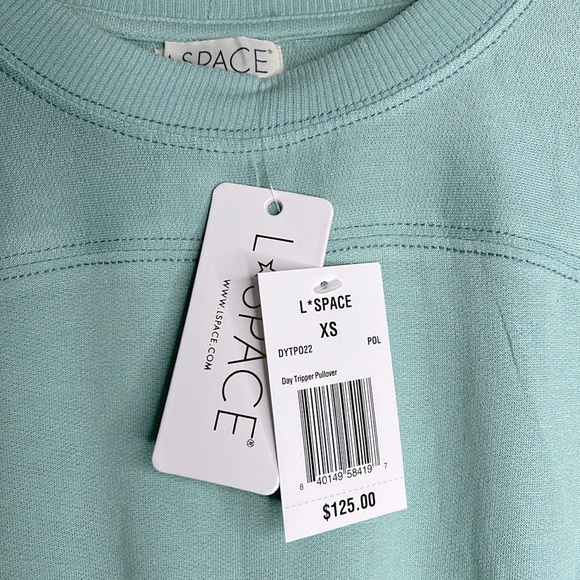 L*SPACE®
L*SPACE®
WWW.LSPACE.COM
L*SPACE
XS
DYTPO22 POL
Day Tripper Pullover
8 40149 58419 7
$125.00